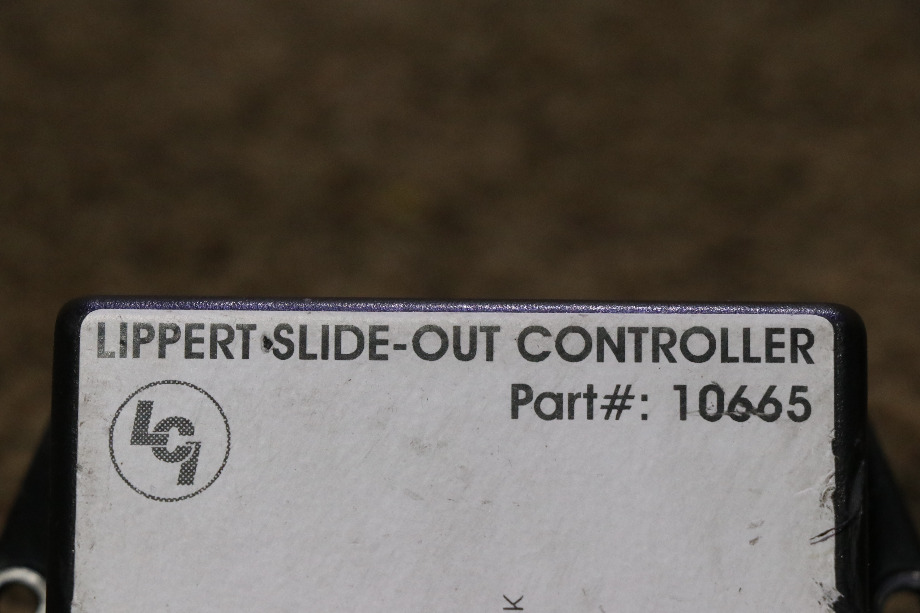 LIPPERT SLIDE-OUT CONTROLLER
Part#: 10665
LCI
K